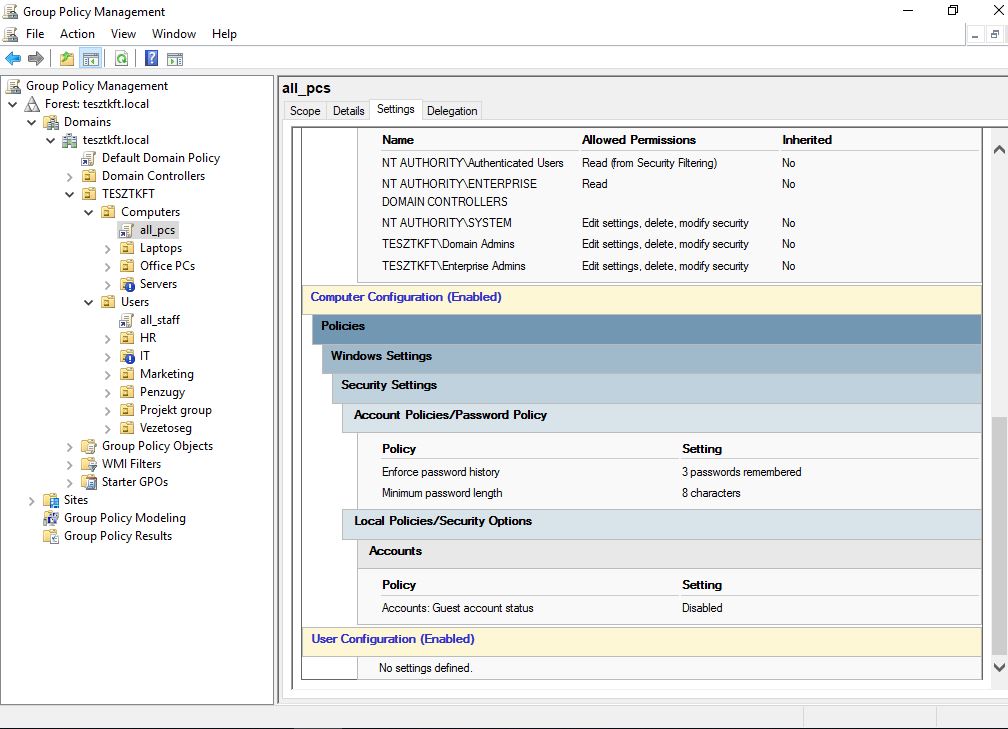 Group Policy Management
File Action View Window Help
Group Policy Management
Forest: tesztkft.local
Domains
tesztkft.local
Default Domain Policy
Domain Controllers
TESZTKFT
Computers
all_pcs
Laptops
Office PCs
Servers
Users
all_staff
HR
IT
Marketing
Penzugy
Projekt group
Vezetoseg
Group Policy Objects
WMI Filters
Starter GPOs
Sites
Group Policy Modeling
Group Policy Results
all_pcs
Scope Details Settings Delegation
Name Allowed Permissions Inherited
NT AUTHORITY\Authenticated Users Read (from Security Filtering) No
NT AUTHORITY\ENTERPRISE Read No
DOMAIN CONTROLLERS
NT AUTHORITY\SYSTEM Edit settings, delete, modify security No
TESZTKFT\Domain Admins Edit settings, delete, modify security No
TESZTKFT\Enterprise Admins Edit settings, delete, modify security No
Computer Configuration (Enabled)
Policies
Windows Settings
Security Settings
Account Policies/Password Policy
Policy Setting
Enforce password history 3 passwords remembered
Minimum password length 8 characters
Local Policies/Security Options
Accounts
Policy Setting
Accounts: Guest account status Disabled
User Configuration (Enabled)
No settings defined.